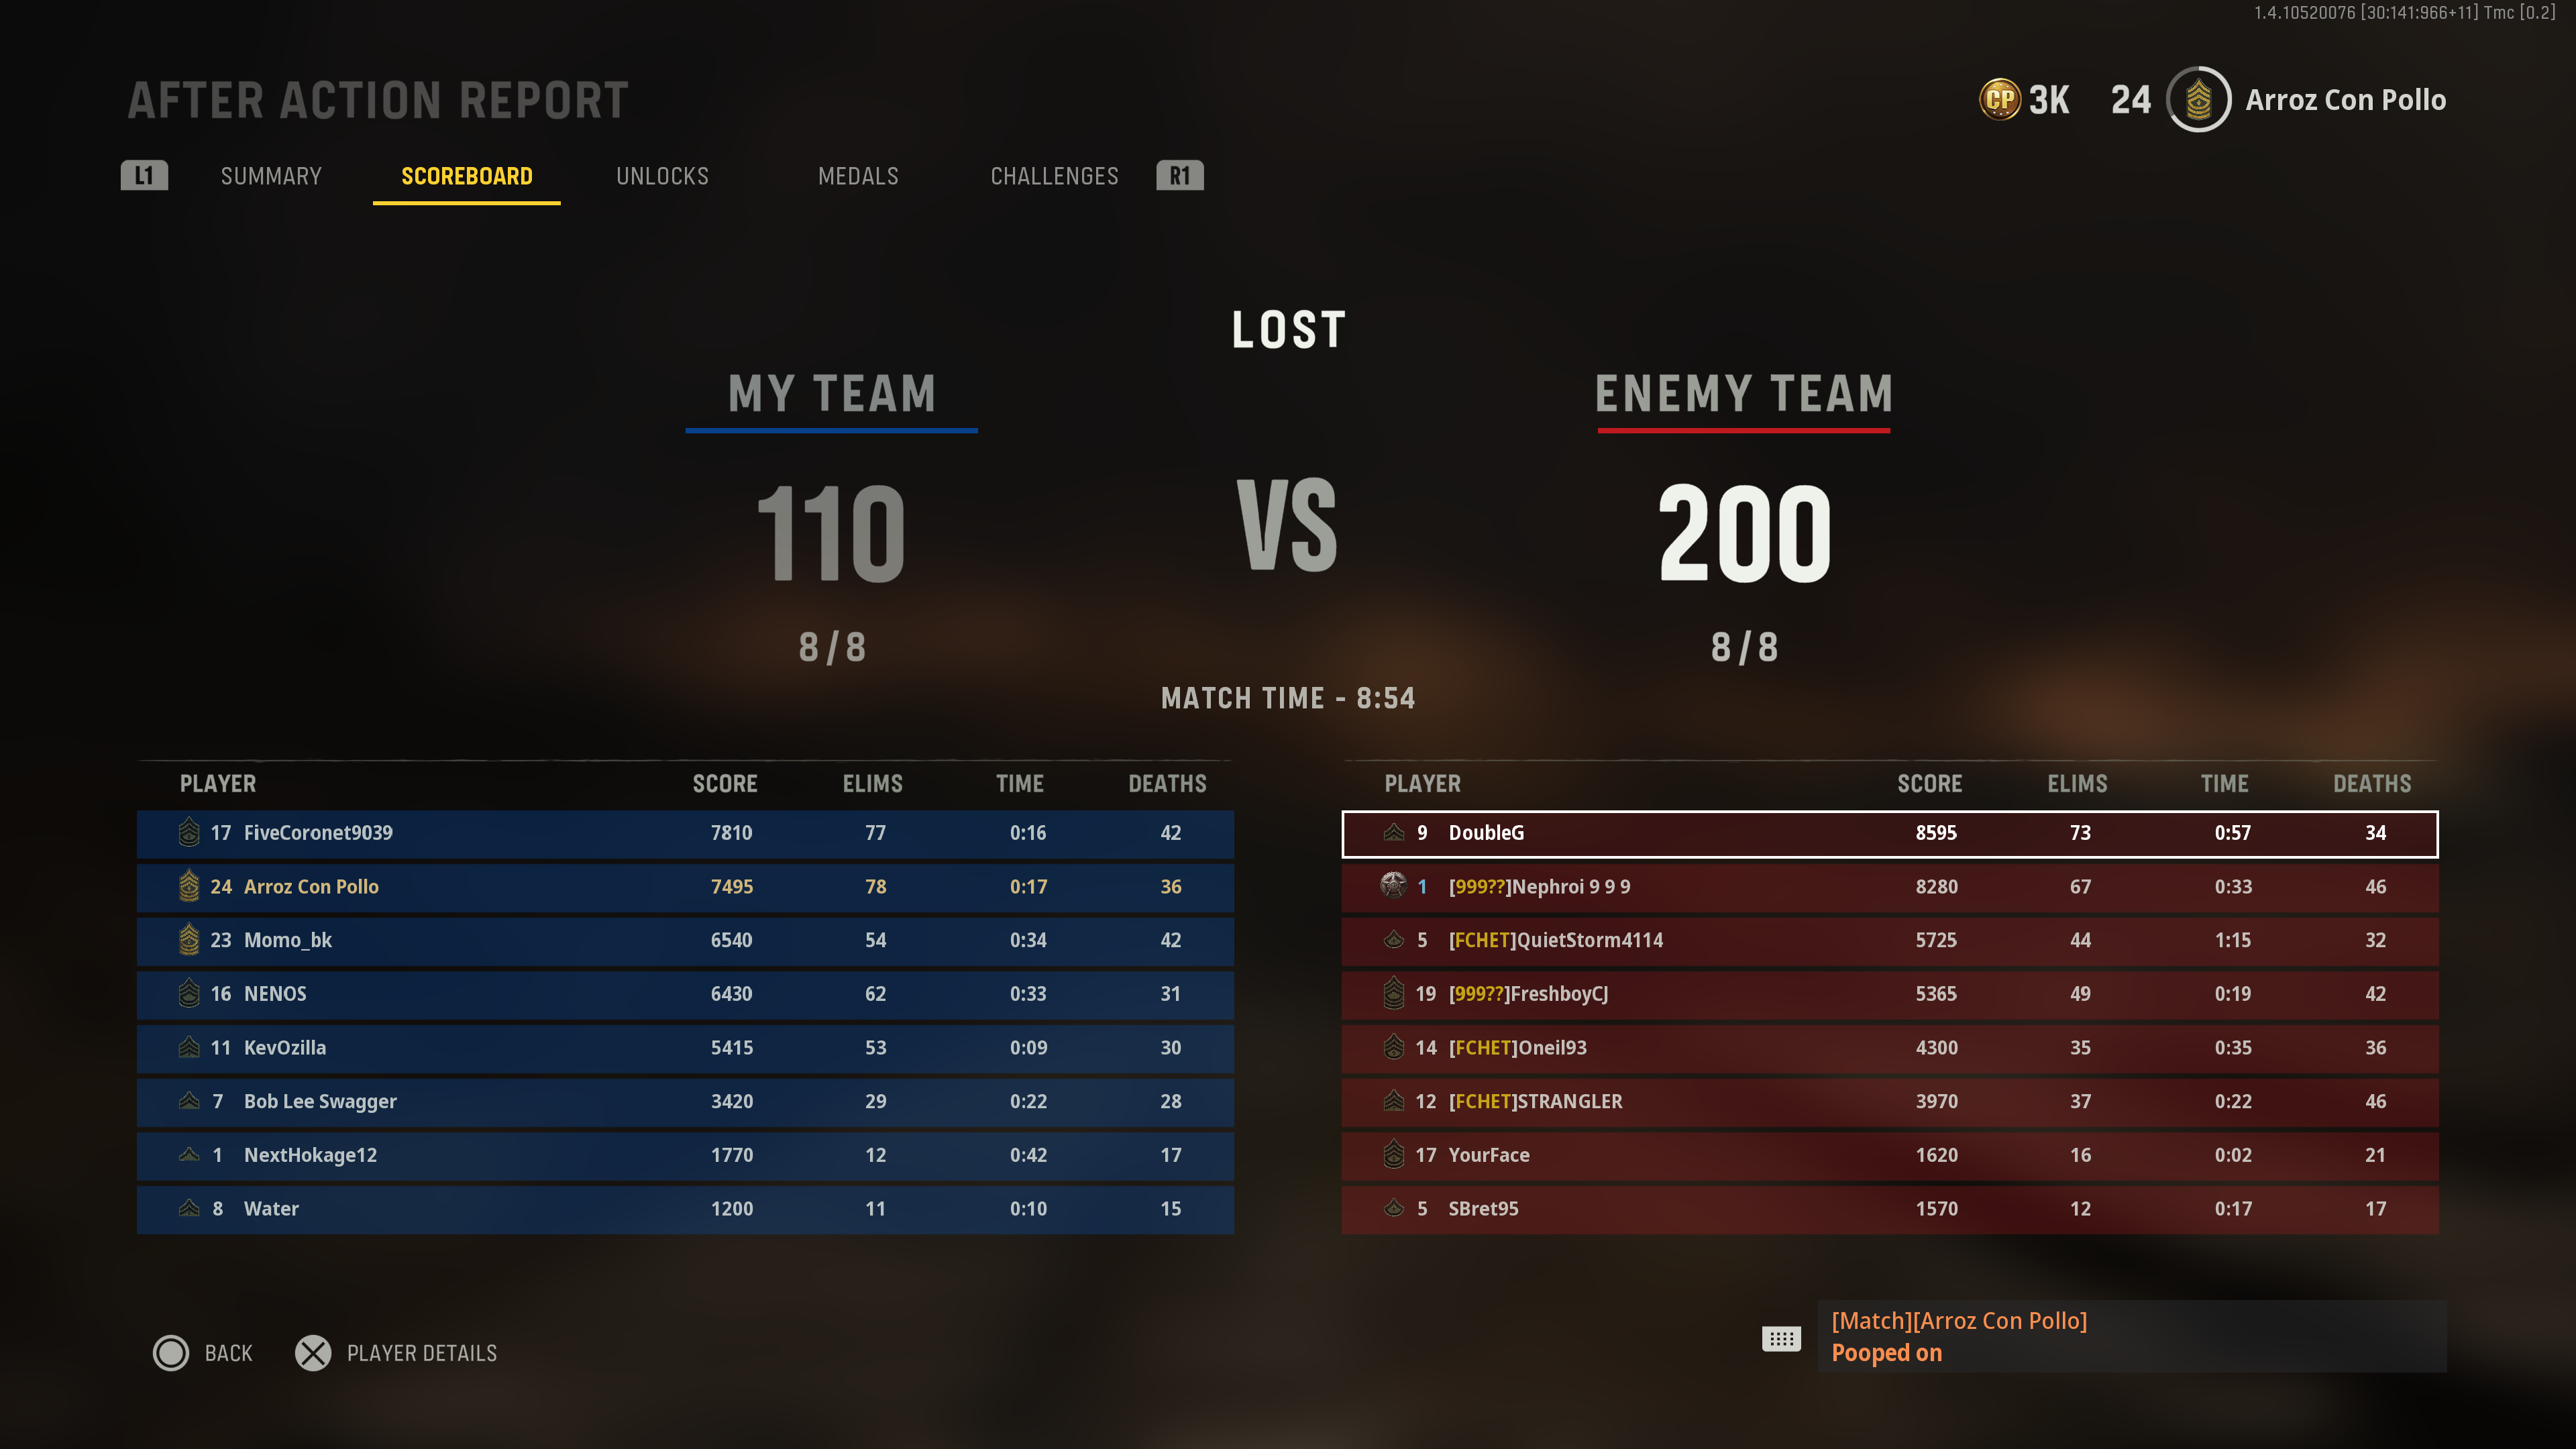 1.4.10520076 [30:141:966+11] Tmc [0.2]
AFTER ACTION REPORT
CP 3K 24 Arroz Con Pollo
L1 SUMMARY SCOREBOARD UNLOCKS MEDALS CHALLENGES R1
LOST
MY TEAM ENEMY TEAM
110 VS 200
8/8 8/8
MATCH TIME - 8:54
PLAYER SCORE ELIMS TIME DEATHS
17 FiveCoronet9039 7810 77 0:16 42
24 Arroz Con Pollo 7495 78 0:17 36
23 Momo_bk 6540 54 0:34 42
16 NENOS 6430 62 0:33 31
11 KevOzilla 5415 53 0:09 30
7 Bob Lee Swagger 3420 29 0:22 28
1 NextHokage12 1770 12 0:42 17
8 Water 1200 11 0:10 15
PLAYER SCORE ELIMS TIME DEATHS
9 DoubleG 8595 73 0:57 34
1 [999??]Nephroi 9 9 9 8280 67 0:33 46
5 [FCHET]QuietStorm4114 5725 44 1:15 32
19 [999??]FreshboyCJ 5365 49 0:19 42
14 [FCHET]Oneil93 4300 35 0:35 36
12 [FCHET]STRANGLER 3970 37 0:22 46
17 YourFace 1620 16 0:02 21
5 SBret95 1570 12 0:17 17
[Match][Arroz Con Pollo]
Pooped on
BACK PLAYER DETAILS